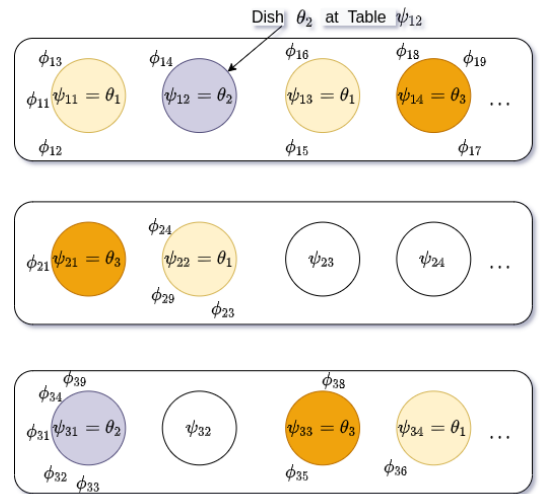 Dish θ₂ at Table ψ₁₂
ϕ₁₃ ϕ₁₄ ϕ₁₆ ϕ₁₈ ϕ₁₉
ϕ₁₁ ψ₁₁ = θ₁ ψ₁₂ = θ₂ ψ₁₃ = θ₁ ψ₁₄ = θ₃ ...
ϕ₁₂ ϕ₁₅ ϕ₁₇
ϕ₂₄
ϕ₂₁ ψ₂₁ = θ₃ ψ₂₂ = θ₁ ψ₂₃ ψ₂₄ ...
ϕ₂₉ ϕ₂₃
ϕ₃₉ ϕ₃₈
ϕ₃₄
ϕ₃₁ ψ₃₁ = θ₂ ψ₃₂ ψ₃₃ = θ₃ ψ₃₄ = θ₁ ...
ϕ₃₂ ϕ₃₃ ϕ₃₅ ϕ₃₆